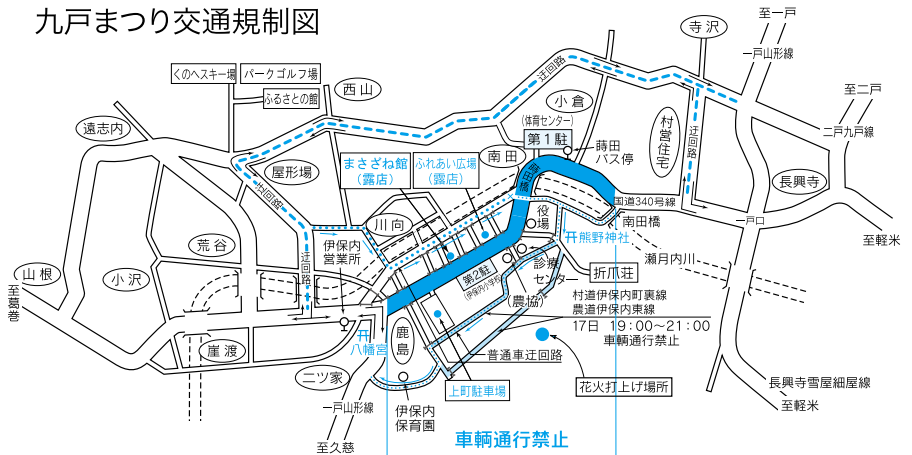 九戸まつり交通規制図
至一戸
寺沢
一戸山形線
迂回路
くのヘスキー場
パークゴルフ場
西山
至二戸
ふるさとの館
小倉
遠志内
(体育センター)
村営住宅
迂回路
二戸九戸線
第1駐
蒔田
バス停
まさざね館
(露店)
ふれあい広場
(露店)
南田
屋形場
長興寺
迂回路
国道340号線
役場
川向
南田橋
一戸口
荒谷
伊保内
営業所
熊野神社
至軽米
瀬月内川
山根
小沢
迂回路
第2駐
(伊保内小学校)
診療
センター
折爪荘
至葛巻
(農協)
村道伊保内町裏線
農道伊保内東線
17日 19:00〜21:00
車輌通行禁止
崖渡
八幡宮
鹿島
普通車迂回路
二ツ家
上町駐車場
花火打上げ場所
長興寺雪屋細屋線
一戸山形線
伊保内
保育園
至軽米
至久慈
車輌通行禁止